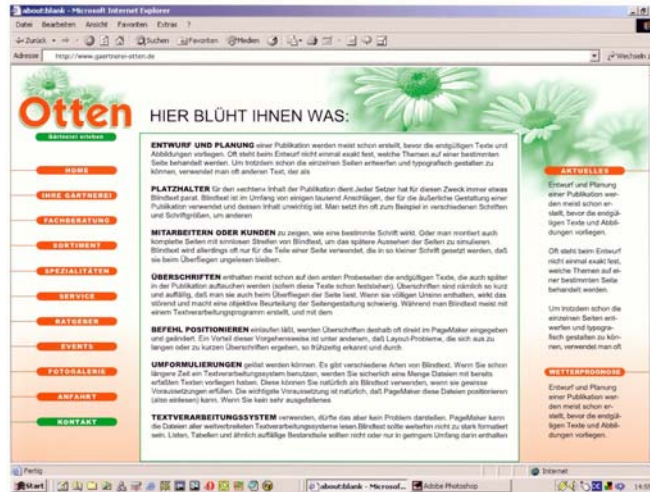 about:blank - Microsoft Internet Explorer
Datei Bearbeiten Ansicht Favoriten Extras ?
Zurück Suchen Favoriten Medien
Adresse http://www.gaertnerei-otten.de Wechseln z
Otten
Gärtnerei erleben
HIER BLÜHT IHNEN WAS:
HOME
IHRE GÄRTNEREI
FACHBERATUNG
SORTIMENT
SPEZIALITÄTEN
SERVICE
RATGEBER
EVENTS
FOTOGALERIE
ANFAHRT
KONTAKT
ENTWURF UND PLANUNG einer Publikation werden meist schon erstellt, bevor die endgültigen Texte und
Abbildungen vorliegen. Oft steht beim Entwurf nicht einmal exakt fest, welche Themen auf einer bestimmten
Seite behandelt werden. Um trotzdem schon die einzelnen Seiten entwerfen und typografisch gestalten zu
können, verwendet man oft anderen Text, der als
PLATZHALTER für den »echten« Inhalt der Publikation dient.Jeder Setzer hat für diesen Zweck immer etwas
Blindtext parat. Blindtext ist im Umfang von einigen tausend Anschlägen, der für die äußerliche Gestaltung einer
Publikation verwendet und dessen Inhalt unwichtig ist. Man setzt ihn oft zum Beispiel in verschiedenen Schriften
und Schriftgrößen, um anderen
MITARBEITERN ODER KUNDEN zu zeigen, wie eine bestimmte Schrift wirkt. Oder man montiert auch
komplette Seiten mit sinnlosen Streifen von Blindtext, um das spätere Aussehen der Seiten zu simulieren.
Blindtext wird allerdings oft nur für die Teile einer Seite verwendet, die in so kleiner Schrift gesetzt werden, daß
sie beim Überfliegen ungelesen bleiben.
ÜBERSCHRIFTEN enthalten meist schon auf den ersten Probeseiten die endgültigen Texte, die auch später
in der Publikation auftauchen werden (sofern diese Texte schon feststehen). Überschriften sind nämlich so kurz
und auffällig, daß man sie auch beim Überfliegen der Seite liest. Wenn sie völligen Unsinn enthalten, wirkt das
störend und macht eine objektive Beurteilung der Seitengestaltung schwierig. Während man Blindtext meist mit
einem Textverarbeitungsprogramm erstellt, und mit dem
BEFEHL POSITIONIEREN einlaufen läßt, werden Überschriften deshalb oft direkt im PageMaker eingegeben
und geändert. Ein Vorteil dieser Vorgehensweise ist unter anderem, daß Layout-Probleme, die sich aus zu
langen oder zu kurzen Überschriften ergeben, so frühzeitig erkannt und durch
UMFORMULIERUNGEN gelöst werden können. Es gibt verschiedene Arten von Blindtext. Wenn Sie schon
längere Zeit ein Textverarbeitungssystem benutzen, werden Sie sicherlich eine Menge Dateien mit bereits
erfaßten Texten vorliegen haben. Diese können Sie natürlich als Blindtext verwenden, wenn sie gewisse
Voraussetzungen erfüllen. Die wichtigste Voraussetzung ist natürlich, daß PageMaker diese Dateien positionieren
(also einlesen) kann. Wenn Sie kein sehr ausgefallenes
TEXTVERARBEITUNGSSYSTEM verwenden, dürfte das aber kein Problem darstellen. PageMaker kann
die Dateien aller weitverbreiteten Textverarbeitungssysteme lesen.Blindtext sollte weiterhin nicht zu stark formatiert
sein. Listen, Tabellen und ähnlich auffällige Bestandteile sollten nicht oder nur in geringem Umfang darin enthalten
AKTUELLES
Entwurf und Planung
einer Publikation wer-
den meist schon er-
stellt, bevor die endgül-
tigen Texte und Abbil-
dungen vorliegen.
Oft steht beim Entwurf
nicht einmal exakt fest,
welche Themen auf ei-
ner bestimmten Seite
behandelt werden.
Um trotzdem schon die
einzelnen Seiten ent-
werfen und typogra-
fisch gestalten zu kön-
nen, verwendet man oft
WETTERPROGNOSE
Entwurf und Planung
einer Publikation wer-
den meist schon er-
stellt, bevor die endgül-
tigen Texte und Abbil-
dungen vorliegen.
Fertig Internet
Start about:blank - Microsof... Adobe Photoshop 14:55